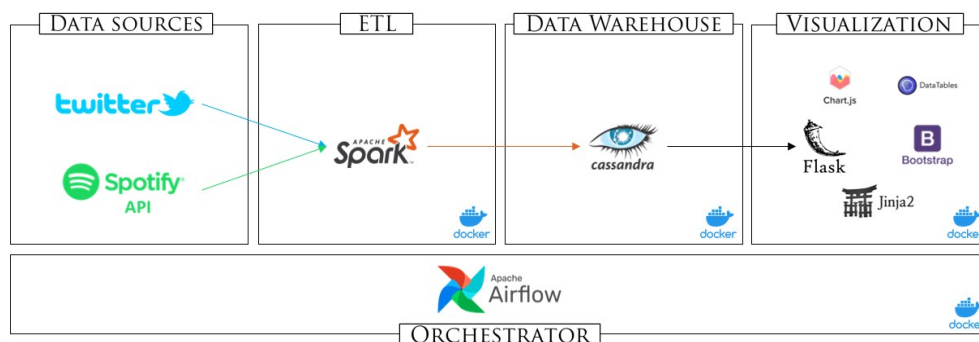 DATA SOURCES
ETL
DATA WAREHOUSE
VISUALIZATION
twitter
Spotify
API
APACHE
Spark
cassandra
Chart.js
DataTables
Flask
B
Bootstrap
Jinja2
docker
docker
docker
Apache
Airflow
docker
ORCHESTRATOR